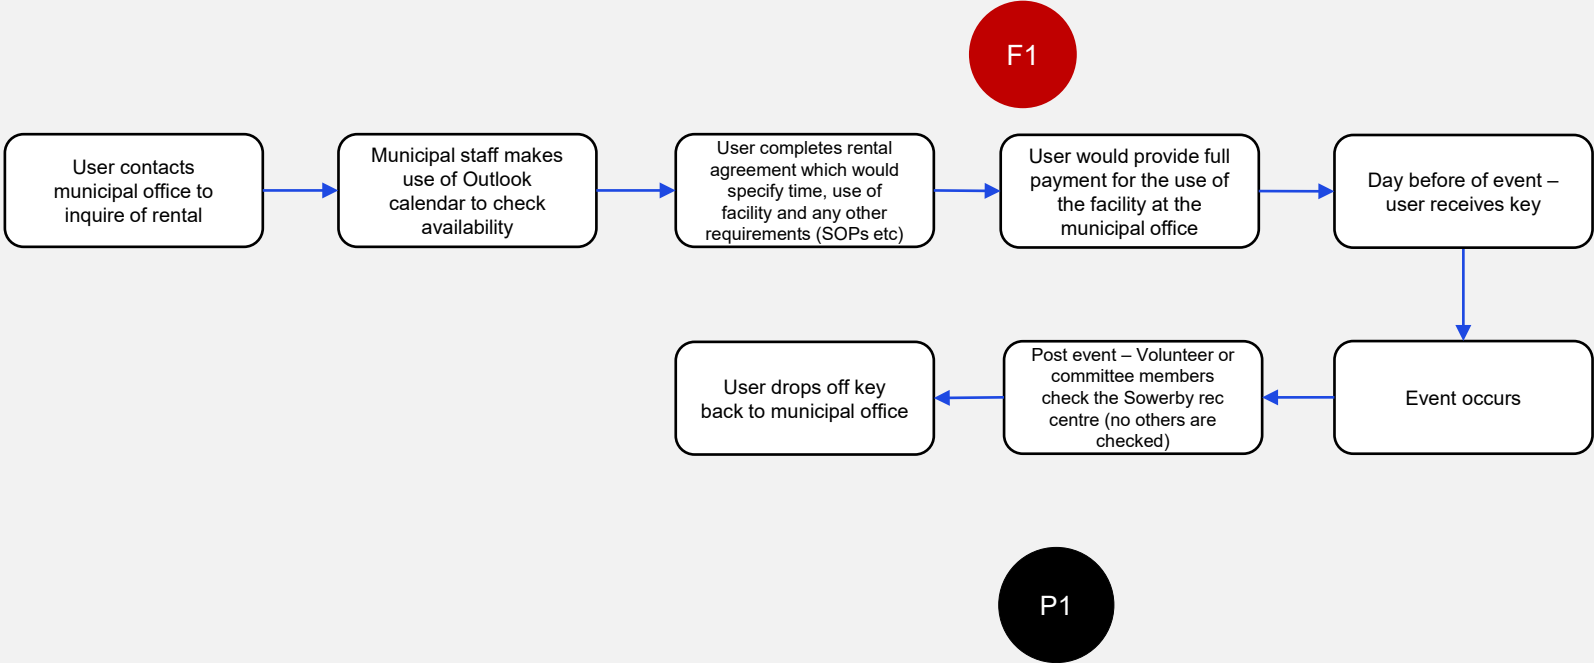 F1
User contacts
municipal office to
inquire of rental
Municipal staff makes
use of Outlook
calendar to check
availability
User completes rental
agreement which would
specify time, use of
facility and any other
requirements (SOPs etc)
User would provide full
payment for the use of
the facility at the
municipal office
Day before of event –
user receives key
Event occurs
Post event – Volunteer or
committee members
check the Sowerby rec
centre (no others are
checked)
User drops off key
back to municipal office
P1